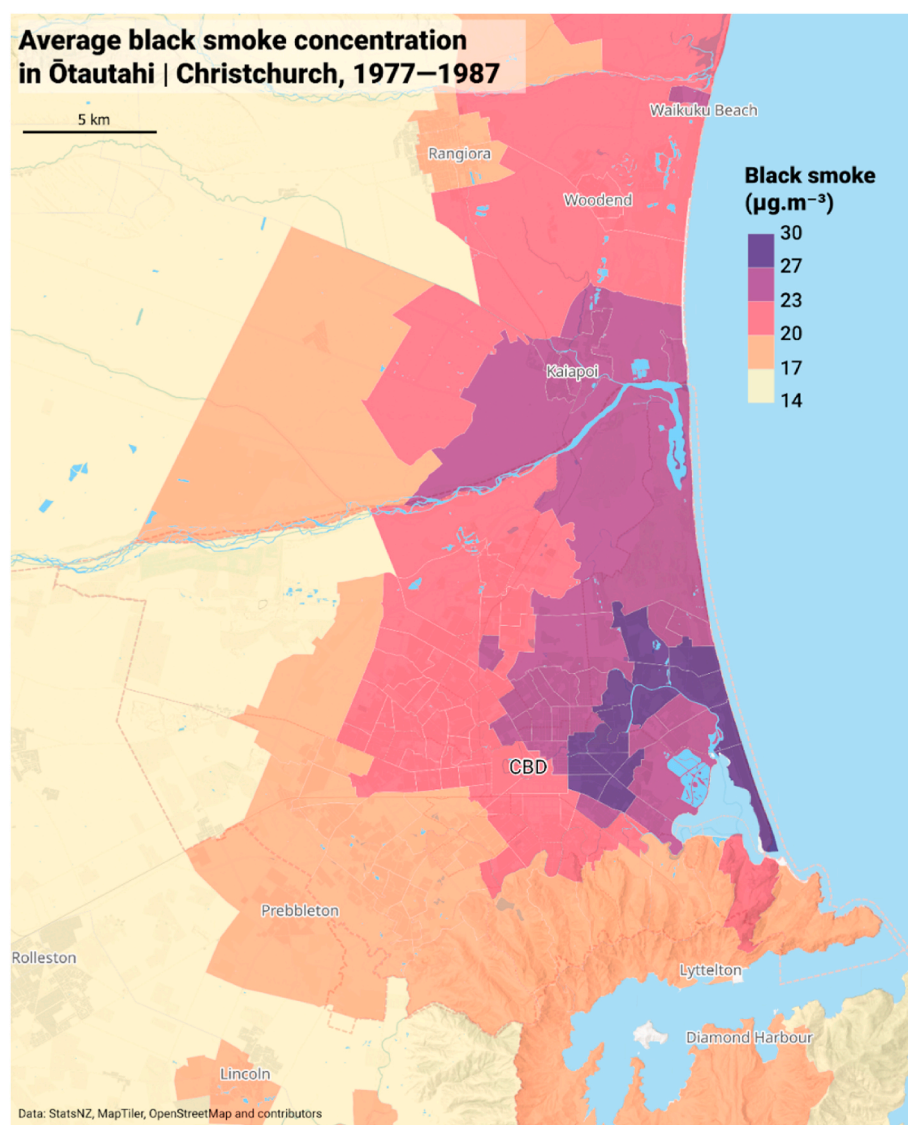 Average black smoke concentration
in Ōtautahi | Christchurch, 1977—1987
5 km
Waikuku Beach
Rangiora
Woodend
Black smoke
(µg.m⁻³)
30
27
23
20
17
14
Kaiapoi
CBD
Prebbleton
Rolleston
Lyttelton
Diamond Harbour
Lincoln
Data: StatsNZ, MapTiler, OpenStreetMap and contributors